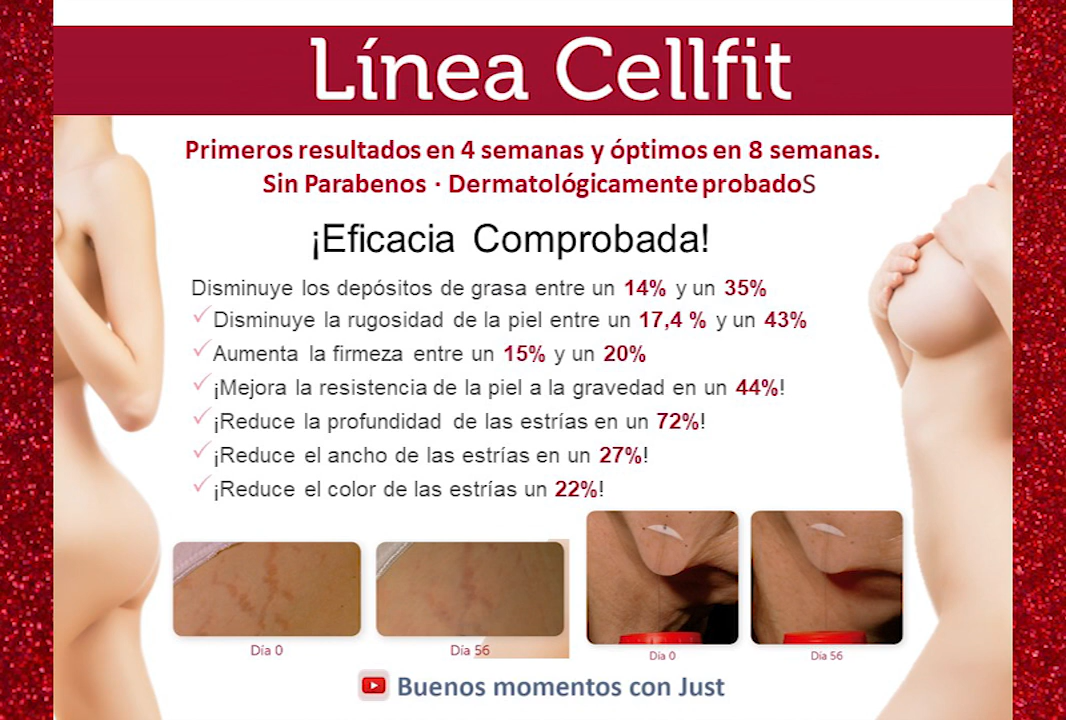 Línea Cellfit
Primeros resultados en 4 semanas y óptimos en 8 semanas.
Sin Parabenos · Dermatológicamente probadoS
¡Eficacia Comprobada!
Disminuye los depósitos de grasa entre un 14% y un 35%
✓Disminuye la rugosidad de la piel entre un 17,4 % y un 43%
✓Aumenta la firmeza entre un 15% y un 20%
✓¡Mejora la resistencia de la piel a la gravedad en un 44%!
✓¡Reduce la profundidad de las estrías en un 72%!
✓¡Reduce el ancho de las estrías en un 27%!
✓¡Reduce el color de las estrías un 22%!
Día 0
Día 56
Día 0
Día 56
Buenos momentos con Just